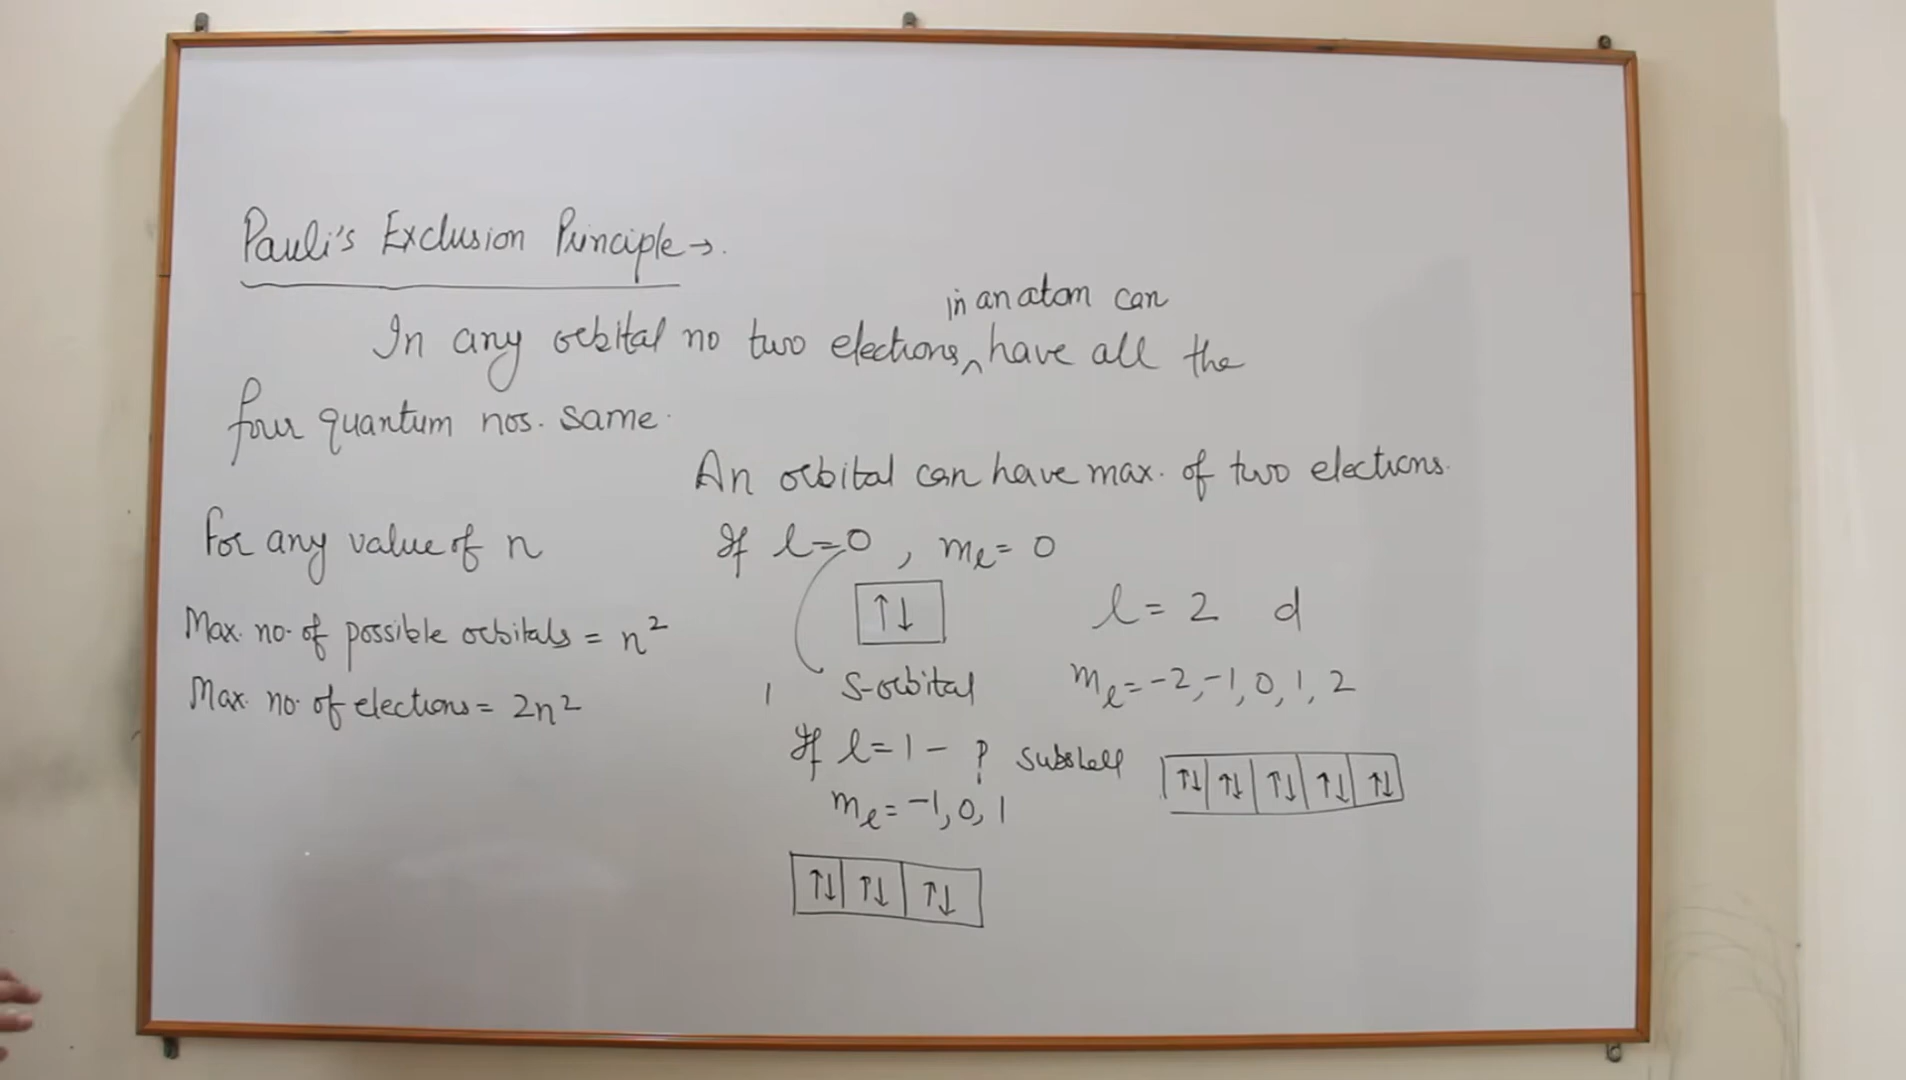 Pauli's Exclusion Principle →.
in an atom can
In any orbital no two electrons ^ have all the
four quantum nos. same.
An orbital can have max. of two electrons.
For any value of n
Max. no. of possible orbitals = n²
Max. no. of electrons = 2n²
If l=0 , mₗ= 0
↑↓
S-orbital
If l=1 - p subshell
mₗ= -1, 0, 1
↑↓ ↑↓ ↑↓
l = 2 d
mₗ= -2, -1, 0, 1, 2
↑↓ ↑↓ ↑↓ ↑↓ ↑↓